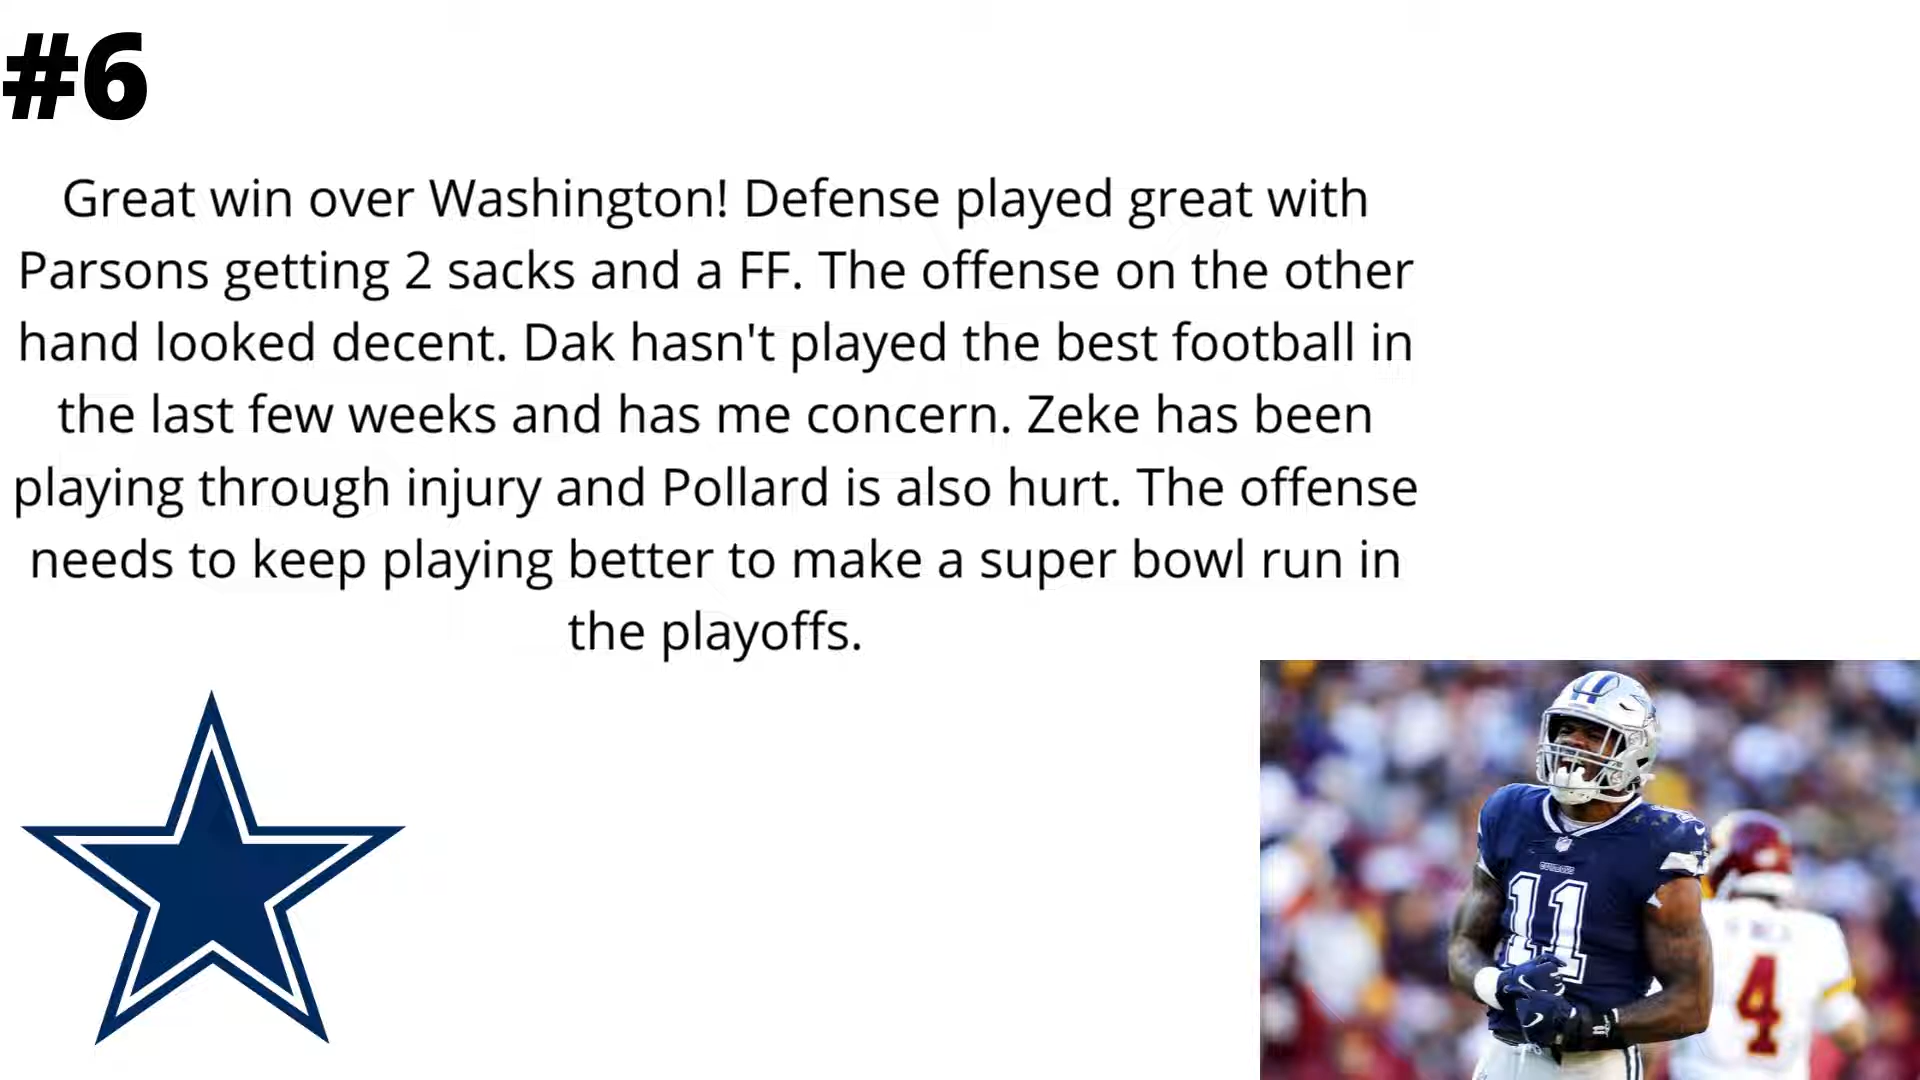 #6
Great win over Washington! Defense played great with
Parsons getting 2 sacks and a FF. The offense on the other
hand looked decent. Dak hasn't played the best football in
the last few weeks and has me concern. Zeke has been
playing through injury and Pollard is also hurt. The offense
needs to keep playing better to make a super bowl run in
the playoffs.
COWBOYS
11
4